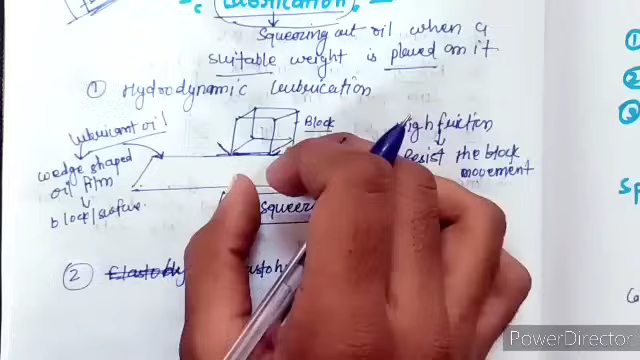 Lubrication.
Squeezing out oil when a
suitable weight is placed on it
① Hydrodynamic Lubrication
lubricant oil
Block
High friction
wedge shaped
oil film
Resist the block
movement
block/surface.
Squeez
②
PowerDirector